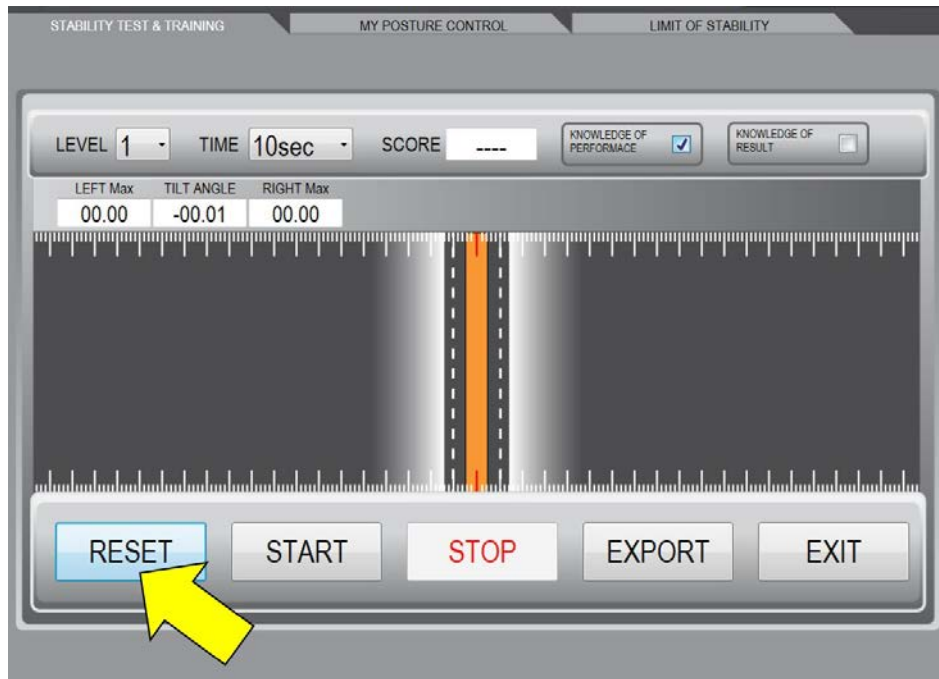 STABILITY TEST & TRAINING MY POSTURE CONTROL LIMIT OF STABILITY
LEVEL 1 TIME 10sec SCORE ---- KNOWLEDGE OF PERFORMACE KNOWLEDGE OF RESULT
LEFT Max TILT ANGLE RIGHT Max
00.00 -00.01 00.00
RESET START STOP EXPORT EXIT